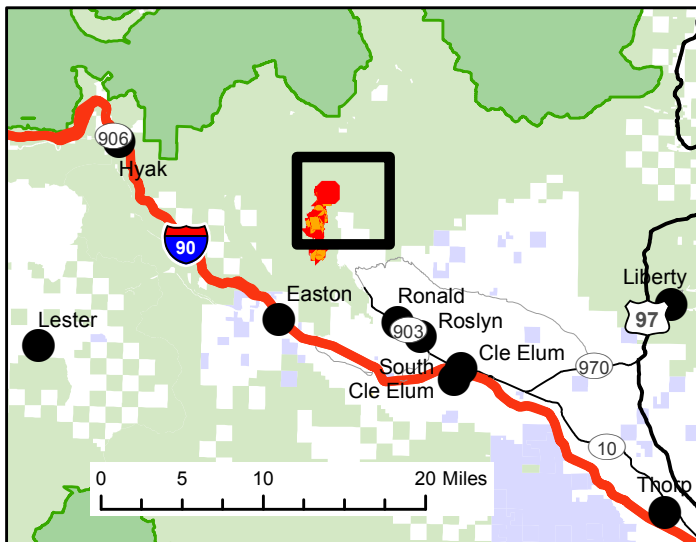 906
Hyak
90
Liberty
Easton
Ronald
97
Lester
903
Roslyn
South
Cle Elum
Cle Elum
970
10
0 5 10 20 Miles
Thorp